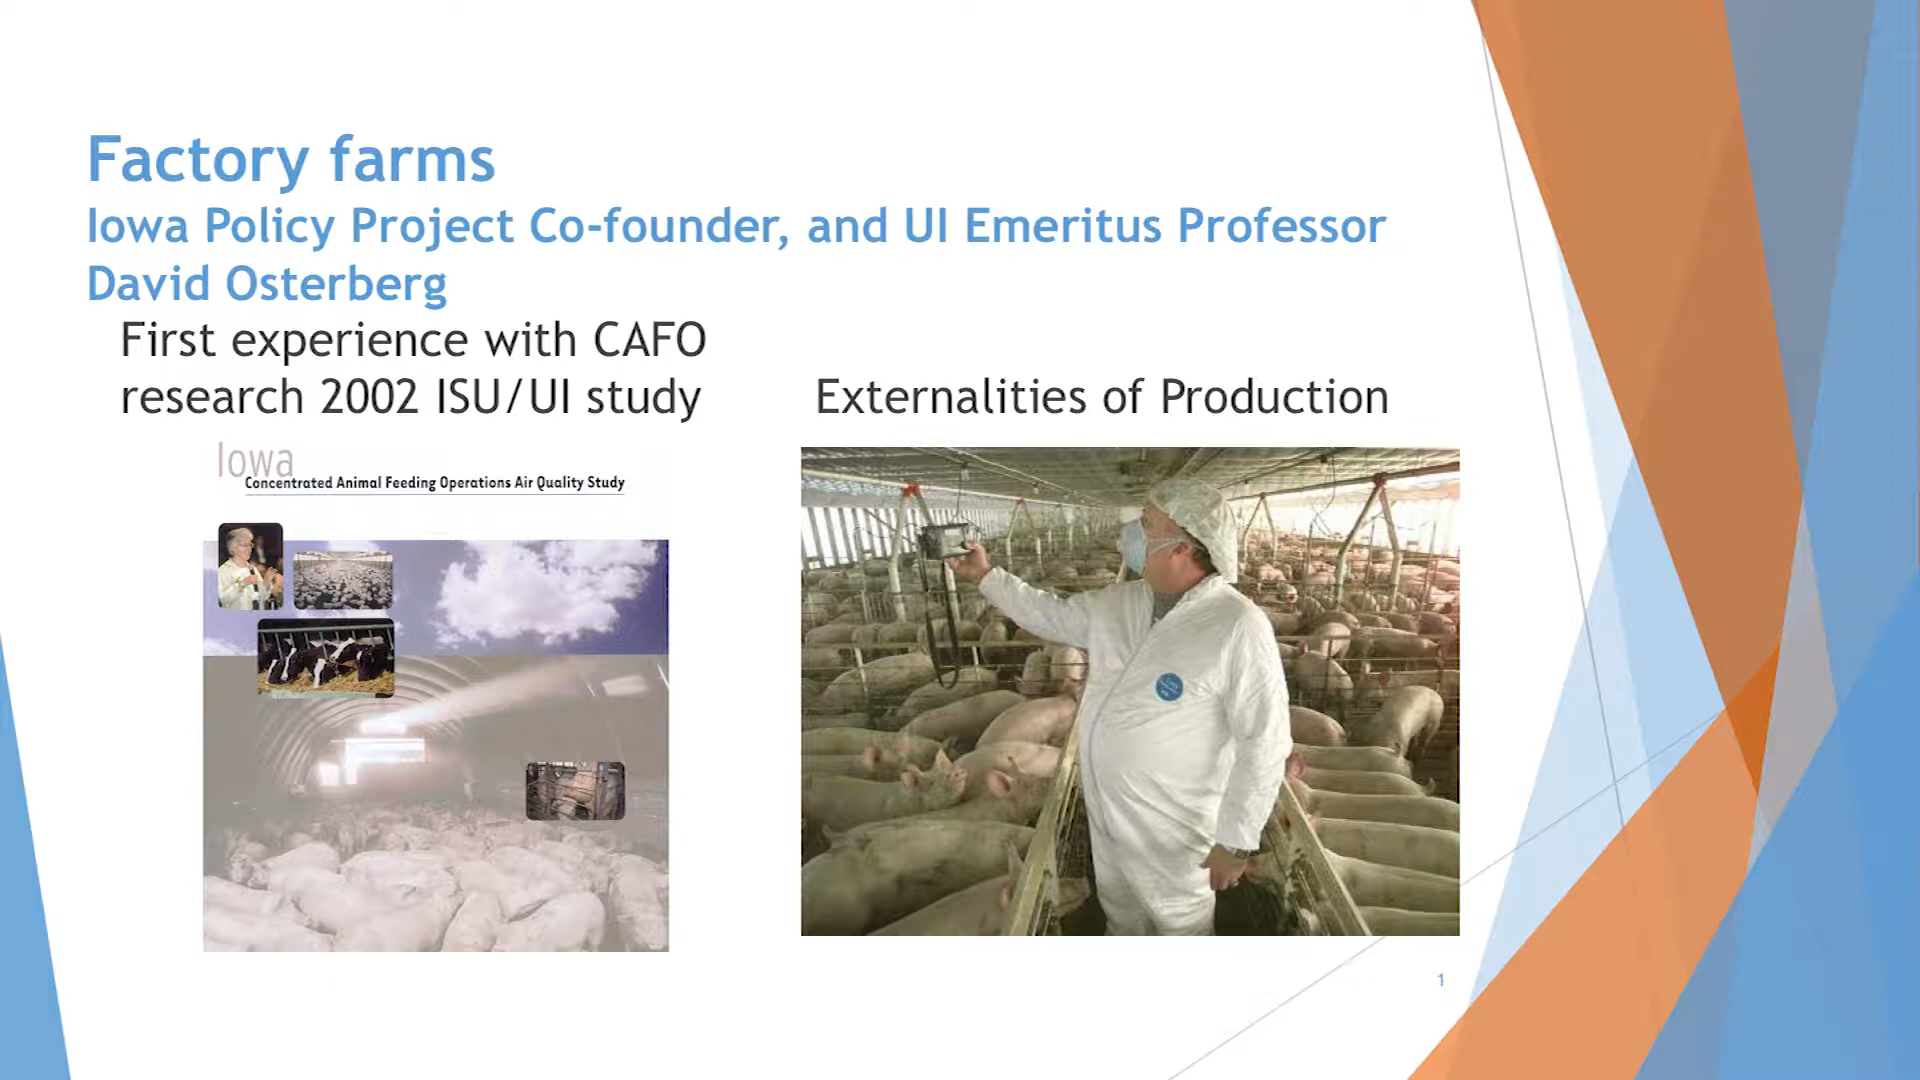 Factory farms
Iowa Policy Project Co-founder, and UI Emeritus Professor
David Osterberg
First experience with CAFO
research 2002 ISU/UI study
Externalities of Production
Iowa
Concentrated Animal Feeding Operations Air Quality Study
1